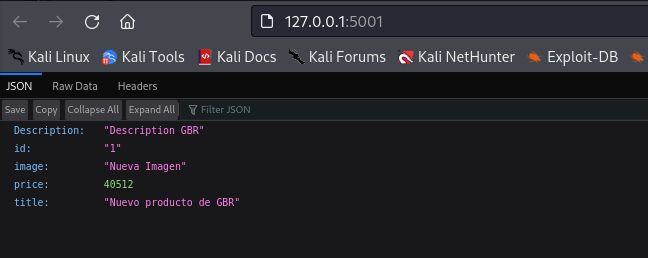 127.0.0.1:5001
Kali Linux Kali Tools Kali Docs Kali Forums Kali NetHunter Exploit-DB
JSON Raw Data Headers
Save Copy Collapse All Expand All Filter JSON
Description: "Description GBR"
id: "1"
image: "Nueva Imagen"
price: 40512
title: "Nuevo producto de GBR"